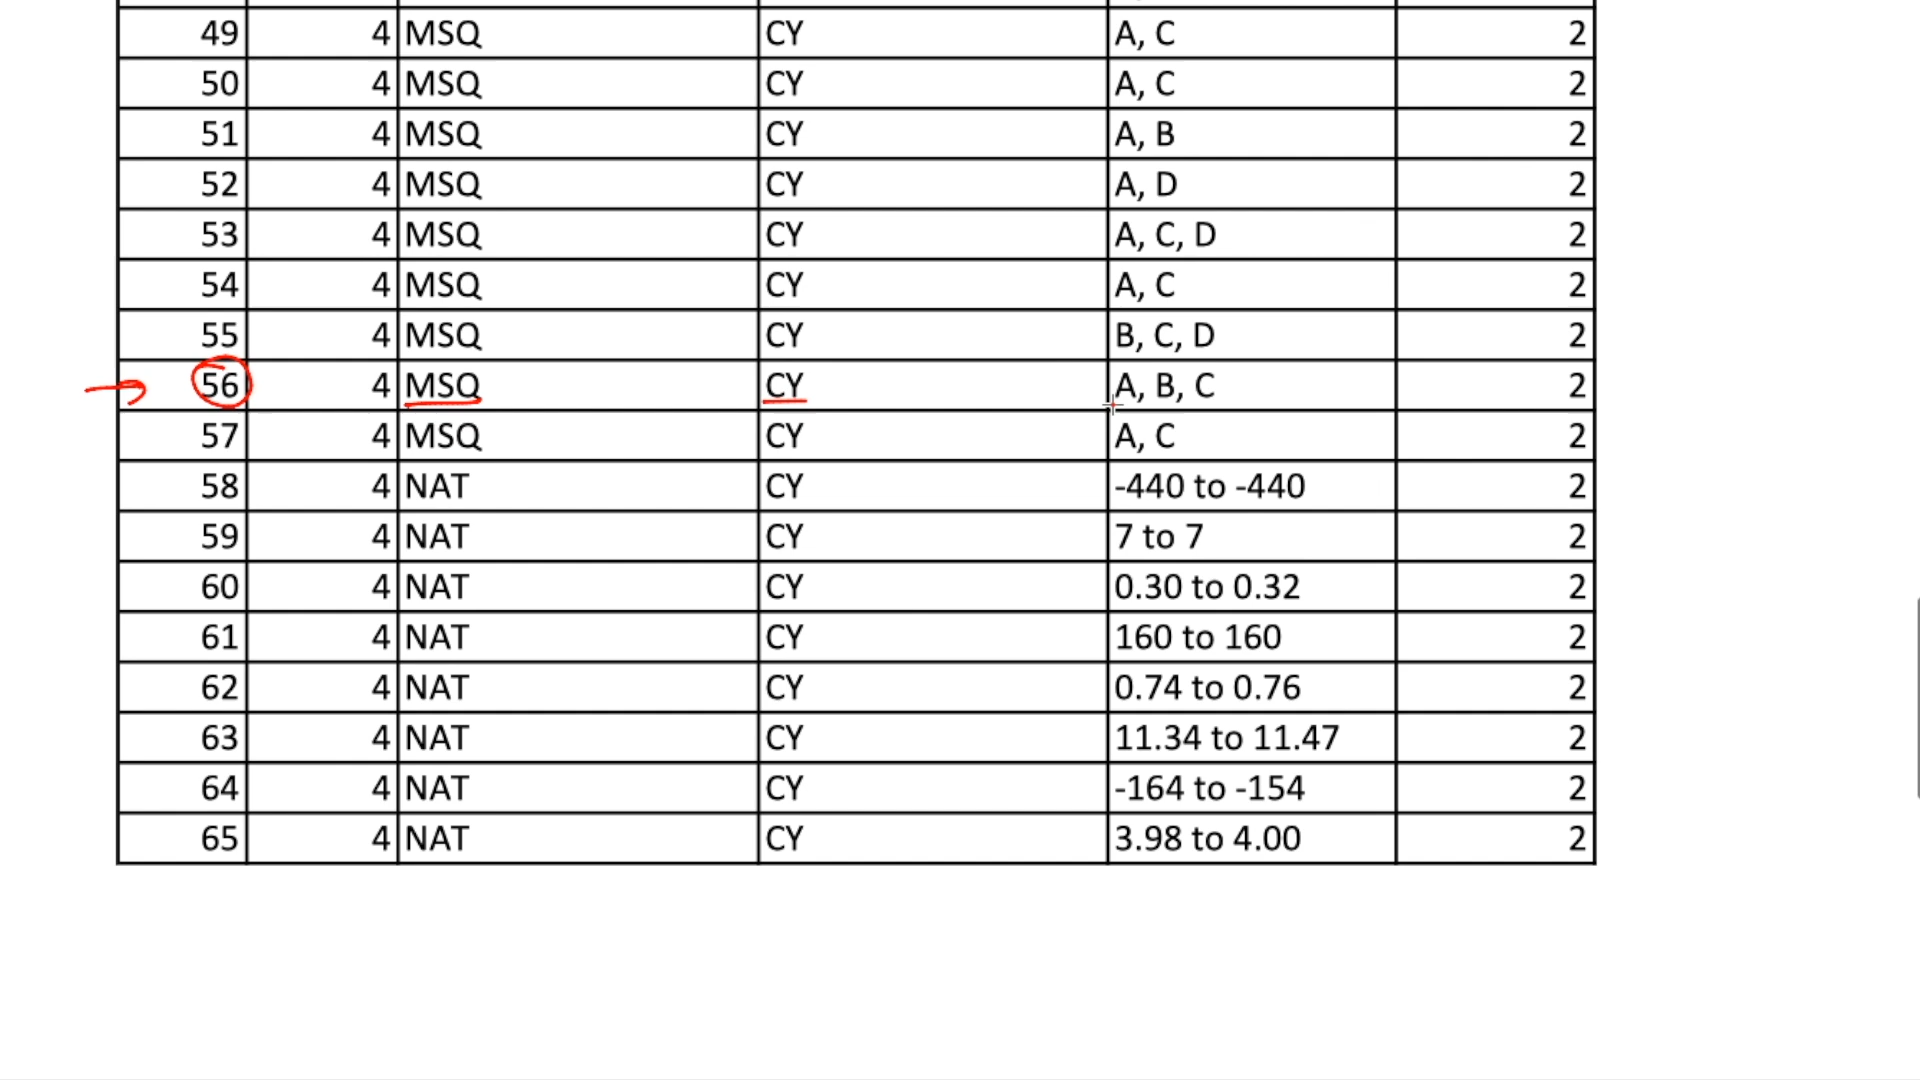 49 4 MSQ CY A, C 2
50 4 MSQ CY A, C 2
51 4 MSQ CY A, B 2
52 4 MSQ CY A, D 2
53 4 MSQ CY A, C, D 2
54 4 MSQ CY A, C 2
55 4 MSQ CY B, C, D 2
56 4 MSQ CY A, B, C 2
57 4 MSQ CY A, C 2
58 4 NAT CY -440 to -440 2
59 4 NAT CY 7 to 7 2
60 4 NAT CY 0.30 to 0.32 2
61 4 NAT CY 160 to 160 2
62 4 NAT CY 0.74 to 0.76 2
63 4 NAT CY 11.34 to 11.47 2
64 4 NAT CY -164 to -154 2
65 4 NAT CY 3.98 to 4.00 2